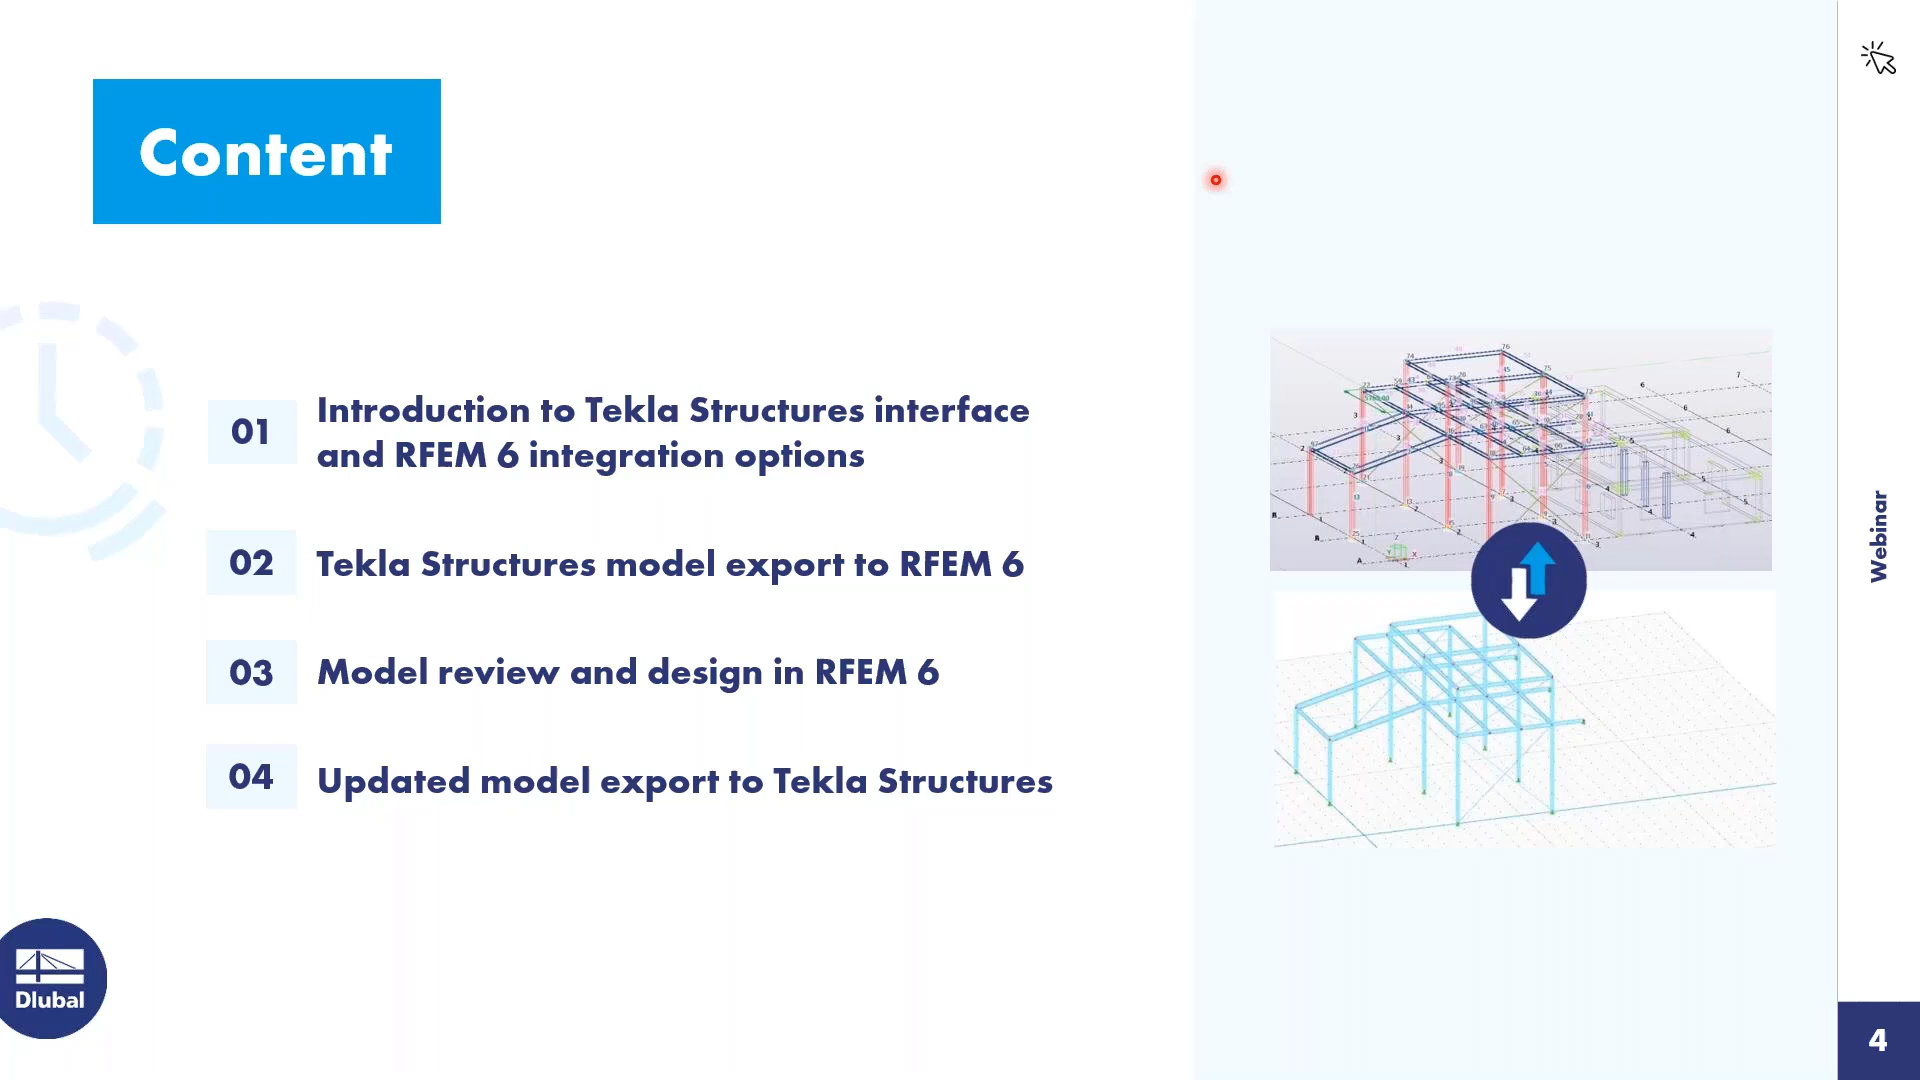 Content
01
Introduction to Tekla Structures interface
and RFEM 6 integration options
02
Tekla Structures model export to RFEM 6
03
Model review and design in RFEM 6
04
Updated model export to Tekla Structures
Webinar
Dlubal
4